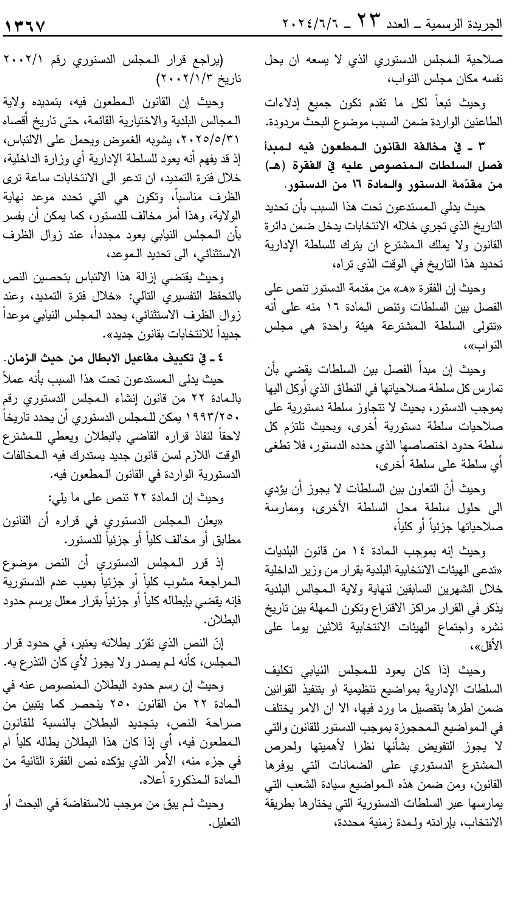 الجريدة الرسمية ــ العدد ٢٣ ــ ٢٠٢٤/٦/٦
١٣٦٧
صلاحية المجلس الدستوري الذي لا يسعه ان يحل
نفسه مكان مجلس النواب،
وحيث تبعاً لكل ما تقدم تكون جميع إدلاءات
الطاعنين الواردة ضمن السبب موضوع البحث مردودة.
٣ ــ في مخالفة القانون المطعون فيه لمبدأ
فصل السلطات المنصوص عليه في الفقرة (هـ)
من مقدّمة الدستور والمادة ١٦ من الدستور.
حيث يدلي المستدعون تحت هذا السبب بأن تحديد
التاريخ الذي تجري خلاله الانتخابات يدخل ضمن دائرة
القانون ولا يملك المشترع ان يترك للسلطة الإدارية
تحديد هذا التاريخ في الوقت الذي تراه،
وحيث إن الفقرة «هـ» من مقدمة الدستور تنص على
الفصل بين السلطات وتنص المادة ١٦ منه على أنه
«تتولى السلطة المشترعة هيئة واحدة هي مجلس
النواب»،
وحيث إن مبدأ الفصل بين السلطات يقضي بأن
تمارس كل سلطة صلاحياتها في النطاق الذي أوكل اليها
بموجب الدستور، بحيث لا تتجاوز سلطة دستورية على
صلاحيات سلطة دستورية أخرى، وبحيث تلتزم كل
سلطة حدود اختصاصها الذي حدده الدستور، فلا تطغى
أي سلطة على سلطة أخرى،
وحيث أنّ التعاون بين السلطات لا يجوز أن يؤدي
الى حلول سلطة محل السلطة الأخرى، وممارسة
صلاحياتها جزئياً أو كلياً،
وحيث إنه بموجب المادة ١٤ من قانون البلديات
«تدعى الهيئات الانتخابية البلدية بقرار من وزير الداخلية
خلال الشهرين السابقين لنهاية ولاية المجالس البلدية
يذكر في القرار مراكز الاقتراع وتكون المهلة بين تاريخ
نشره واجتماع الهيئات الانتخابية ثلاثين يوما على
الأقل»،
وحيث إذا كان يعود للمجلس النيابي تكليف
السلطات الإدارية بمواضيع تنظيمية او بتنفيذ القوانين
ضمن اطرها بتفصيل ما ورد فيها، الا ان الامر يختلف
في المواضيع المحجوزة بموجب الدستور للقانون والتي
لا يجوز التفويض بشأنها نظرا لأهميتها ولحرص
المشترع الدستوري على الضمانات التي يوفرها
القانون، ومن ضمن هذه المواضيع سيادة الشعب التي
يمارسها عبر السلطات الدستورية التي يختارها بطريقة
الانتخاب، بإرادته ولمدة زمنية محددة،
(يراجع قرار المجلس الدستوري رقم ٢٠٠٢/١
تاريخ ٢٠٠٢/١/٣)
وحيث إن القانون المطعون فيه، بتمديده ولاية
المجالس البلدية والاختيارية القائمة، حتى تاريخ أقصاه
٢٠٢٥/٥/٣١، يشوبه الغموض ويحمل على الالتباس،
إذ قد يفهم أنه يعود للسلطة الإدارية أي وزارة الداخلية،
خلال فترة التمديد، ان تدعو الى الانتخابات ساعة ترى
الظرف مناسباً، وتكون هي التي تحدد موعد نهاية
الولاية، وهذا أمر مخالف للدستور، كما يمكن أن يفسر
بأن المجلس النيابي يعود مجدداً، عند زوال الظرف
الاستثنائي، الى تحديد الموعد،
وحيث يقتضي إزالة هذا الالتباس بتحصين النص
بالتحفظ التفسيري التالي: «خلال فترة التمديد، وعند
زوال الظرف الاستثنائي، يحدد المجلس النيابي موعداً
جديداً للانتخابات بقانون جديد».
٤ ــ في تكييف مفاعيل الابطال من حيث الزمان.
حيث يدلي المستدعون تحت هذا السبب بأنه عملاً
بالمادة ٢٢ من قانون إنشاء المجلس الدستوري رقم
١٩٩٣/٢٥٠ يمكن للمجلس الدستوري أن يحدد تاريخاً
لاحقاً لنفاذ قراره القاضي بالبطلان ويعطي للمشترع
الوقت اللازم لسن قانون جديد يستدرك فيه المخالفات
الدستورية الواردة في القانون المطعون فيه.
وحيث إن المادة ٢٢ تنص على ما يلي:
«يعلن المجلس الدستوري في قراره أن القانون
مطابق أو مخالف كلياً أو جزئياً للدستور.
إذ قرر المجلس الدستوري أن النص موضوع
المراجعة مشوب كلياً أو جزئياً بعيب عدم الدستورية
فإنه يقضي بإبطاله كلياً أو جزئياً بقرار معلل يرسم حدود
البطلان.
إنّ النص الذي تقرّر بطلانه يعتبر، في حدود قرار
المجلس، كأنه لم يصدر ولا يجوز لأي كان التذرع به.
وحيث إن رسم حدود البطلان المنصوص عنه في
المادة ٢٢ من القانون ٢٥٠ ينحصر كما يتبين من
صراحة النص، بتحديد البطلان بالنسبة للقانون
المطعون فيه، أي إذا كان هذا البطلان يطاله كلياً ام
في جزء منه، الأمر الذي يؤكده نص الفقرة الثانية من
المادة المذكورة أعلاه.
وحيث لم يبق من موجب للاستفاضة في البحث أو
التعليل.